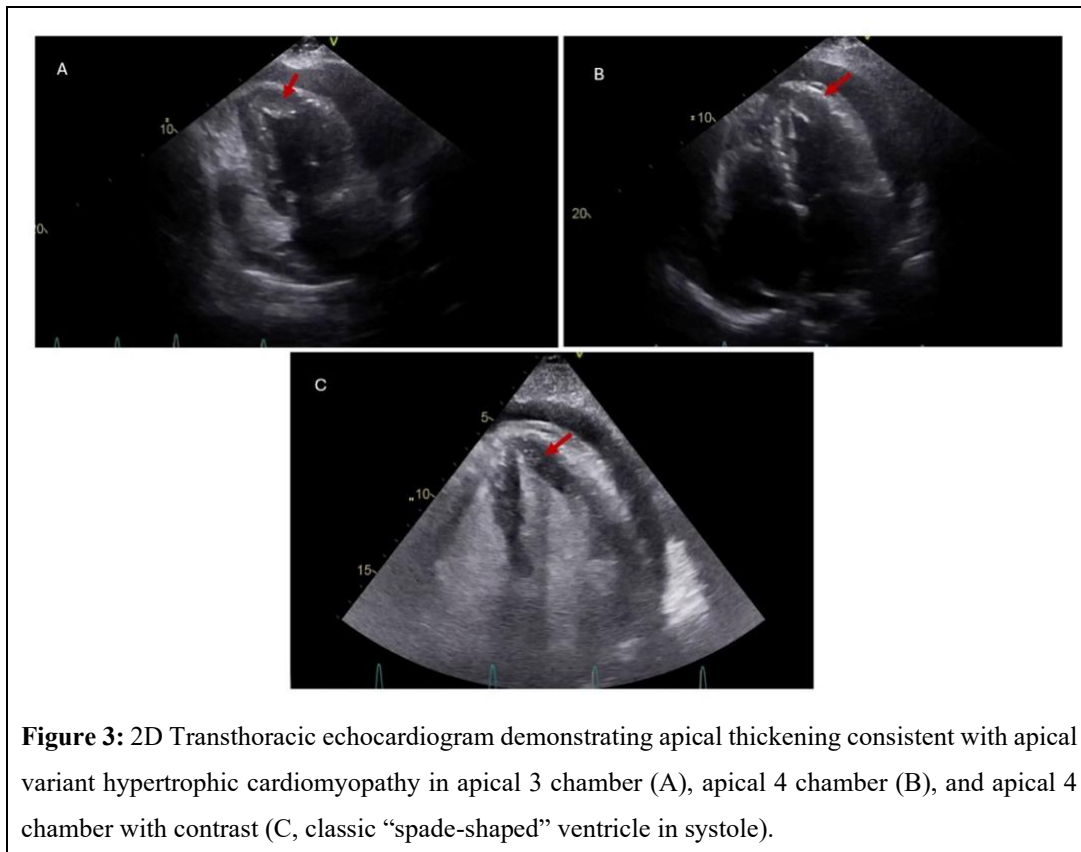 A
V
10
20
B
V
10
20
C
V
5
10
15
Figure 3: 2D Transthoracic echocardiogram demonstrating apical thickening consistent with apical
variant hypertrophic cardiomyopathy in apical 3 chamber (A), apical 4 chamber (B), and apical 4
chamber with contrast (C, classic “spade-shaped” ventricle in systole).